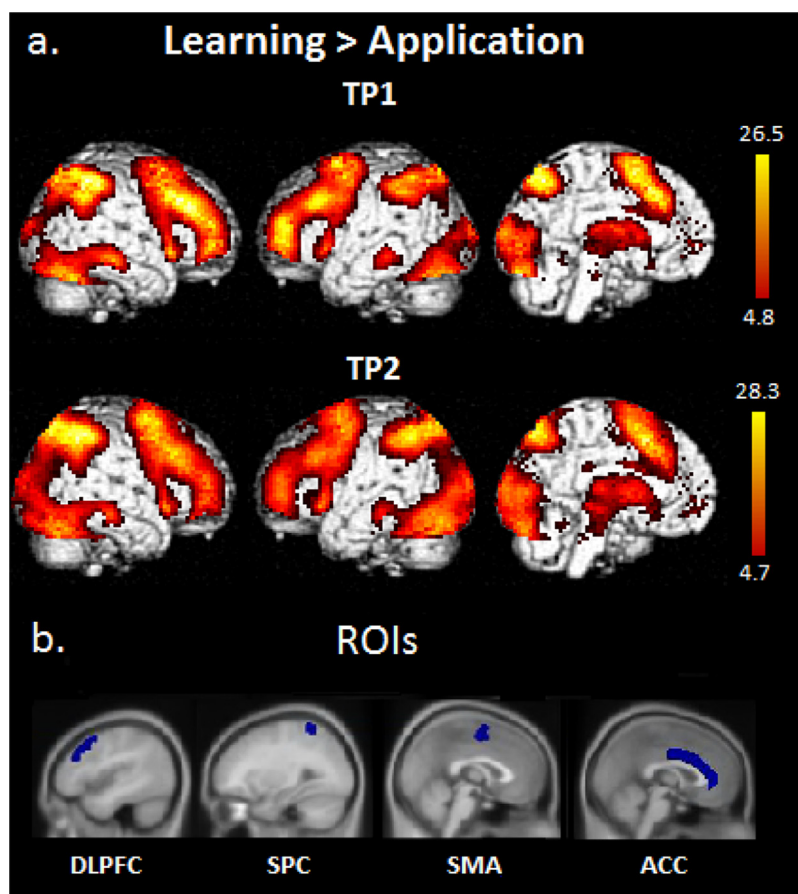 a. Learning > Application
TP1
26.5
4.8
TP2
28.3
4.7
b. ROIs
DLPFC SPC SMA ACC